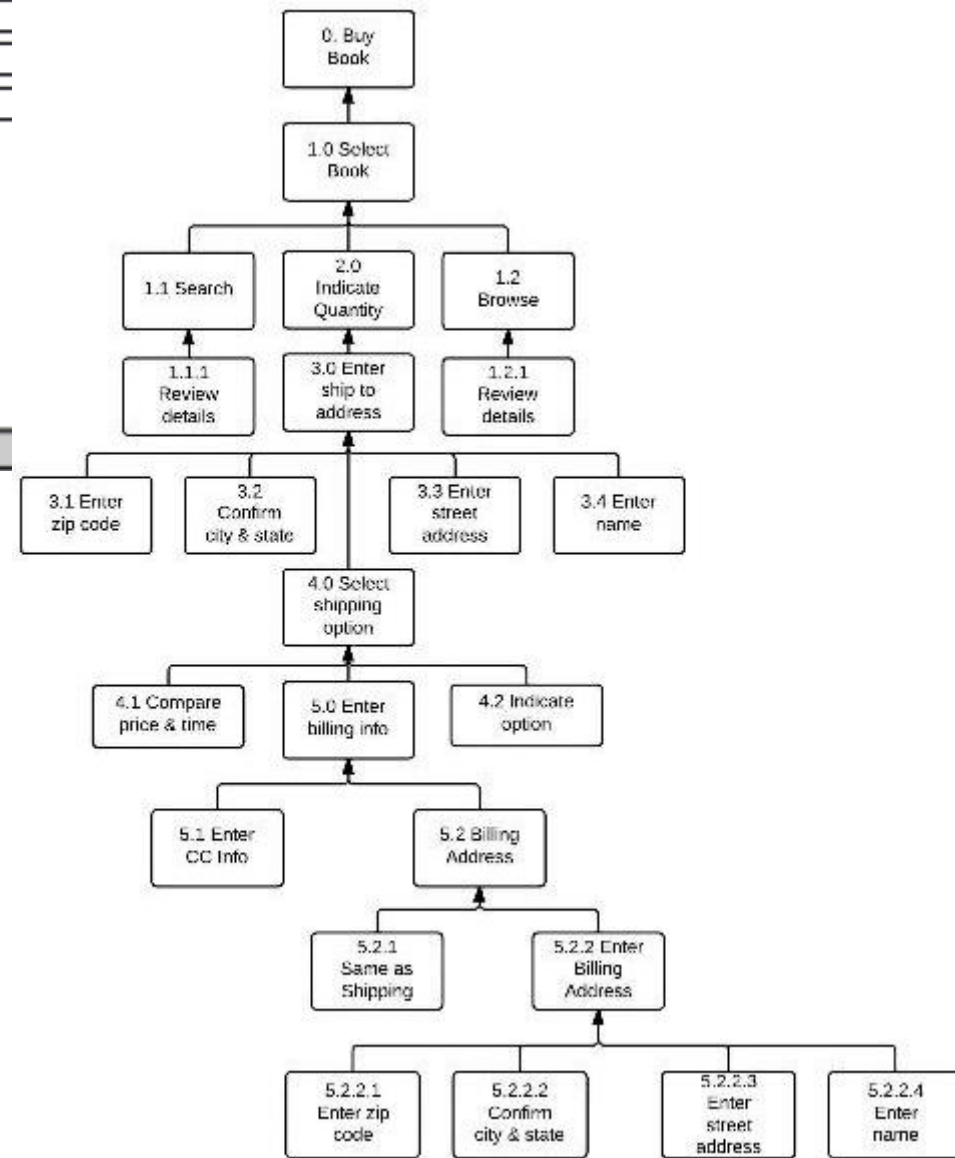 0. Buy
Book
1.0 Select
Book
1.1 Search
2.0
Indicate
Quantity
1.2
Browse
1.1.1
Review
details
3.0 Enter
ship to
address
1.2.1
Review
details
3.1 Enter
zip code
3.2
Confirm
city & state
3.3 Enter
street
address
3.4 Enter
name
4.0 Select
shipping
option
4.1 Compare
price & time
5.0 Enter
billing info
4.2 Indicate
option
5.1 Enter
CC Info
5.2 Billing
Address
5.2.1
Same as
Shipping
5.2.2 Enter
Billing
Address
5.2.2.1
Enter zip
code
5.2.2.2
Confirm
city & state
5.2.2.3
Enter
street
address
5.2.2.4
Enter
name